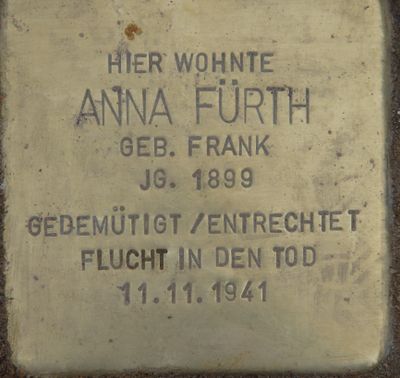 HIER WOHNTE
ANNA FÜRTH
GEB. FRANK
JG. 1899
GEDEMÜTIGT / ENTRECHTET
FLUCHT IN DEN TOD
11.11.1941